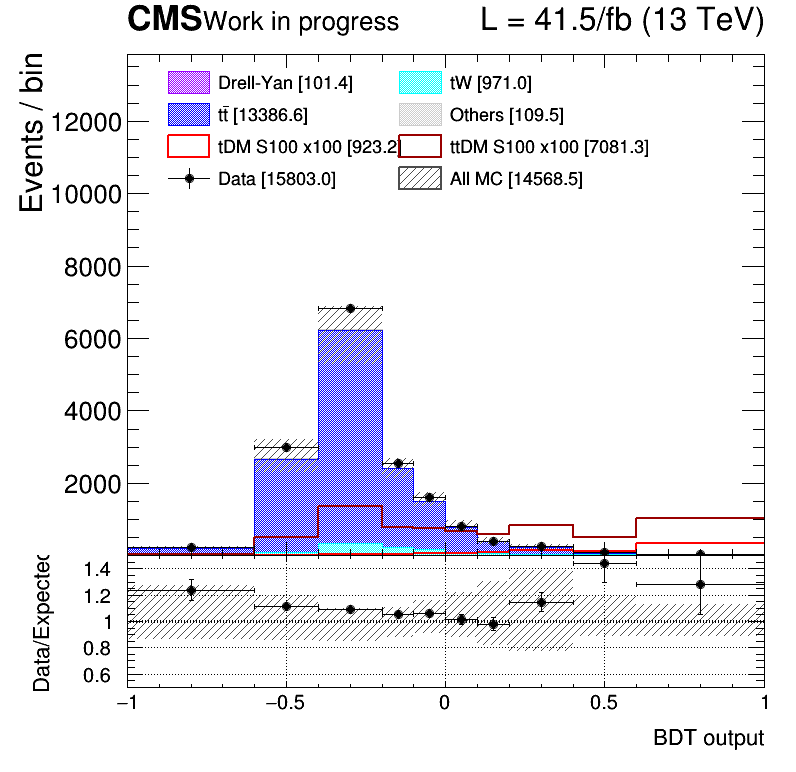 CMS Work in progress L = 41.5/fb (13 TeV)
Events / bin
Drell-Yan [101.4] tW [971.0]
tt̄ [13386.6] Others [109.5]
tDM S100 x100 [923.2] ttDM S100 x100 [7081.3]
Data [15803.0] All MC [14568.5]
12000
10000
8000
6000
4000
2000
Data/Expected
1.4
1.2
1
0.8
0.6
−1 −0.5 0 0.5 1
BDT output